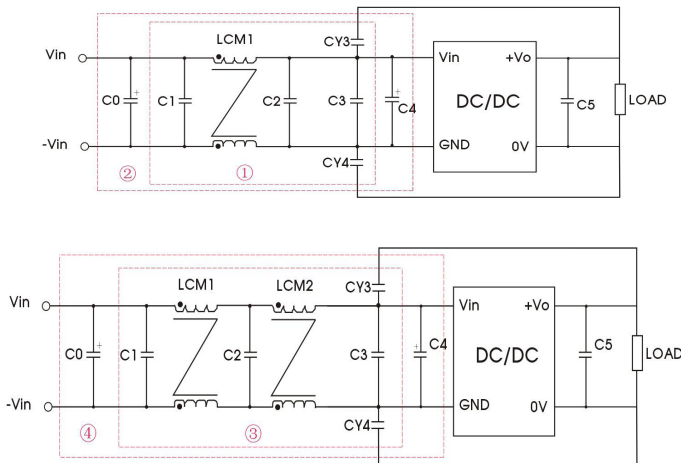 LCM1
CY3
Vin
Vin
+Vo
C0
+
C1
C2
C3
+
C4
DC/DC
C5
LOAD
-Vin
CY4
GND
0V
②
①
LCM1
LCM2
CY3
Vin
Vin
+Vo
C0
+
C1
C2
C3
+
C4
DC/DC
C5
LOAD
-Vin
GND
0V
CY4
④
③